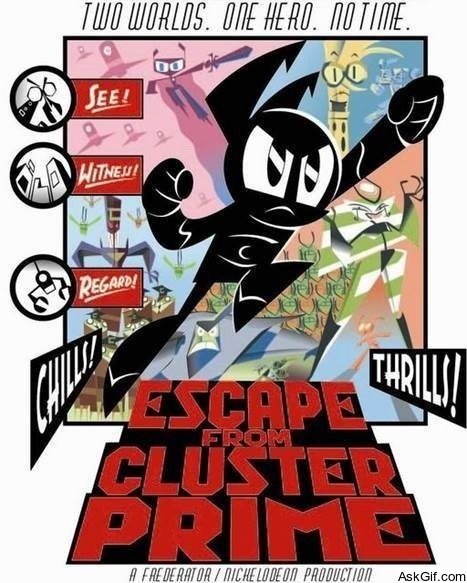 TWO WORLDS. ONE HERO. NO TIME.
SEE!
WITNESS!
REGARD!
CHILLS!
THRILLS!
ESCAPE
FROM
CLUSTER
PRIME
A FREDERATOR / NICKELODEON PRODUCTION
AskGif.com